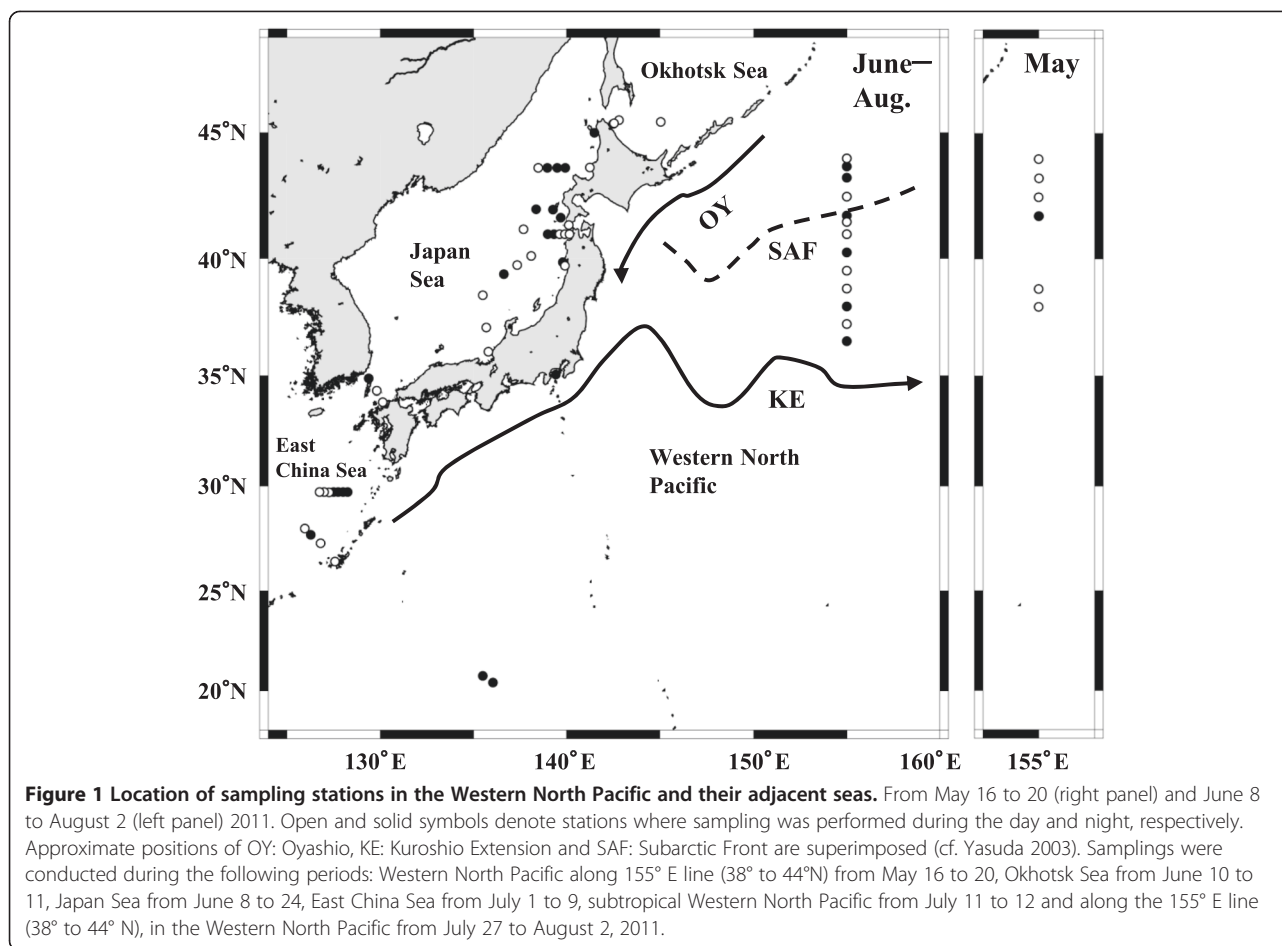 Okhotsk Sea
June–
Aug.
May
45°N
OY
SAF
Japan
Sea
40°N
35°N
KE
East
China Sea
Western North
Pacific
30°N
25°N
20°N
130°E
140°E
150°E
160°E
155°E
Figure 1 Location of sampling stations in the Western North Pacific and their adjacent seas. From May 16 to 20 (right panel) and June 8
to August 2 (left panel) 2011. Open and solid symbols denote stations where sampling was performed during the day and night, respectively.
Approximate positions of OY: Oyashio, KE: Kuroshio Extension and SAF: Subarctic Front are superimposed (cf. Yasuda 2003). Samplings were
conducted during the following periods: Western North Pacific along 155° E line (38° to 44°N) from May 16 to 20, Okhotsk Sea from June 10 to
11, Japan Sea from June 8 to 24, East China Sea from July 1 to 9, subtropical Western North Pacific from July 11 to 12 and along the 155° E line
(38° to 44° N), in the Western North Pacific from July 27 to August 2, 2011.